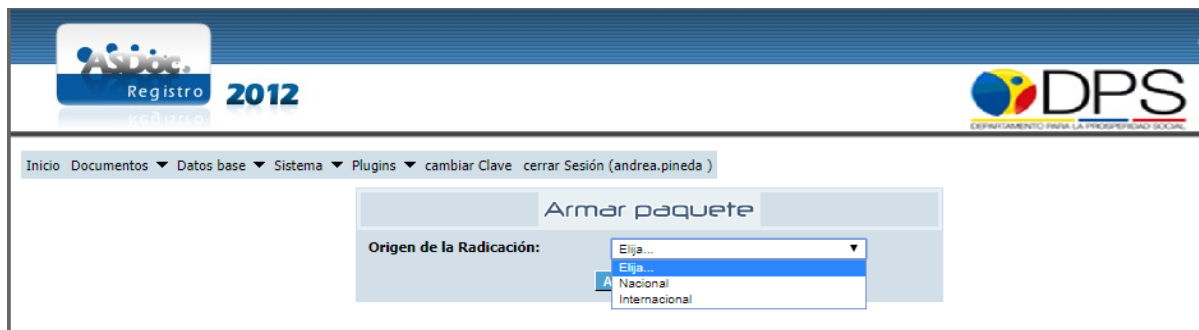 ASDoc.
Registro
2012
DPS
DEPARTAMENTO PARA LA PROSPERIDAD SOCIAL
Inicio Documentos ▼ Datos base ▼ Sistema ▼ Plugins ▼ cambiar Clave cerrar Sesión (andrea.pineda )
Armar paquete
Origen de la Radicación: Elija... ▼
Elija...
A
Nacional
Internacional